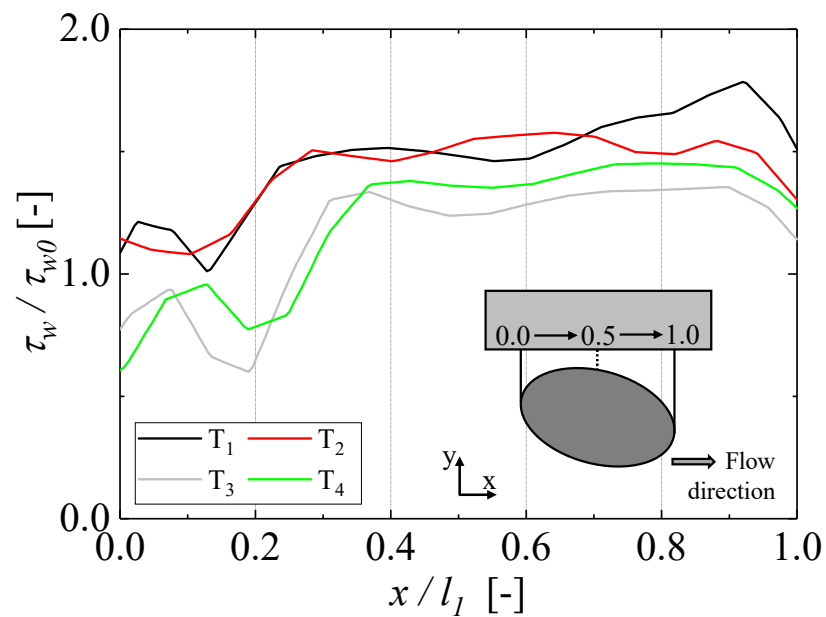 2.0
1.0
0.0
τw / τw0 [-]
0.0 0.5 1.0
T1 T2
T3 T4
y
x
Flow
direction
0.0 0.2 0.4 0.6 0.8 1.0
x / l1 [-]